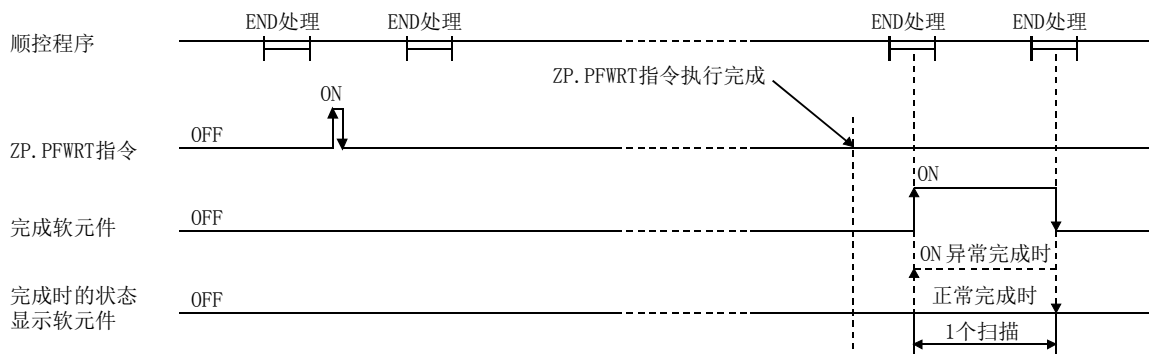 END处理
END处理
END处理
END处理
顺控程序
ZP.PFWRT指令执行完成
ON
OFF
ZP.PFWRT指令
ON
OFF
完成软元件
ON 异常完成时
完成时的状态
显示软元件
OFF
正常完成时
1个扫描